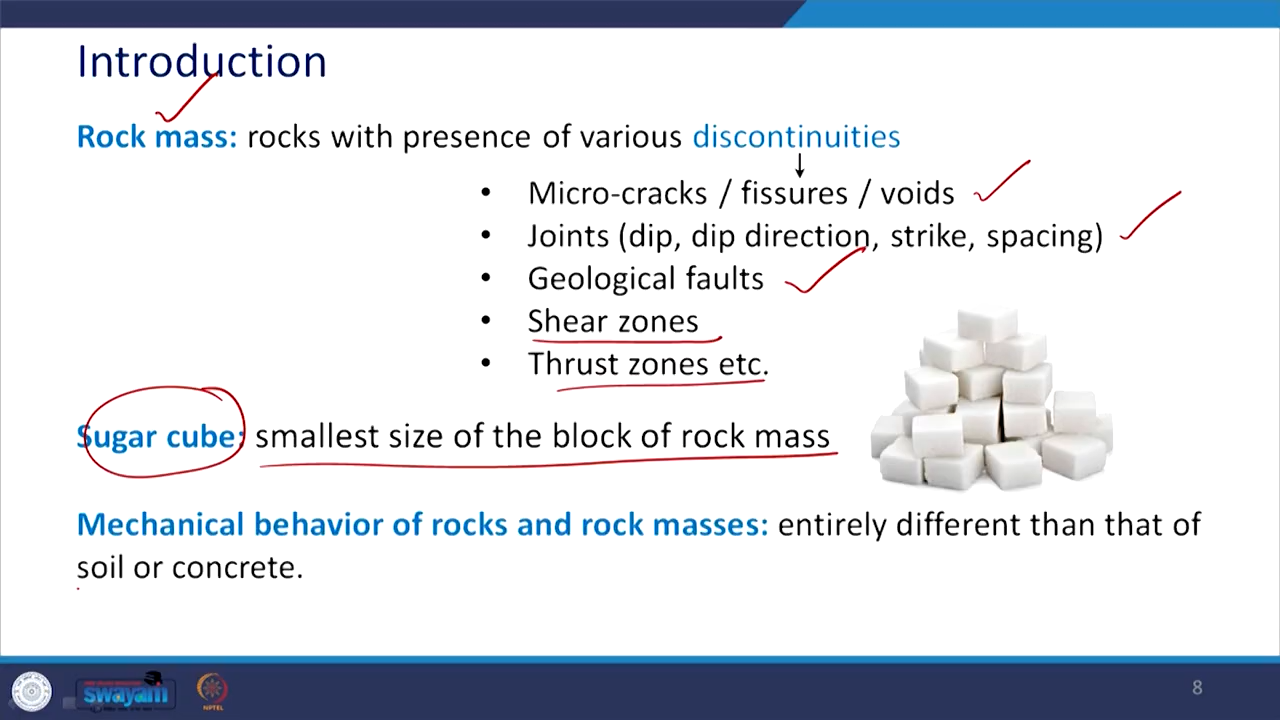 Introduction
Rock mass: rocks with presence of various discontinuities
• Micro-cracks / fissures / voids
• Joints (dip, dip direction, strike, spacing)
• Geological faults
• Shear zones
• Thrust zones etc.
Sugar cube: smallest size of the block of rock mass
Mechanical behavior of rocks and rock masses: entirely different than that of
soil or concrete.
swayam
NPTEL
8